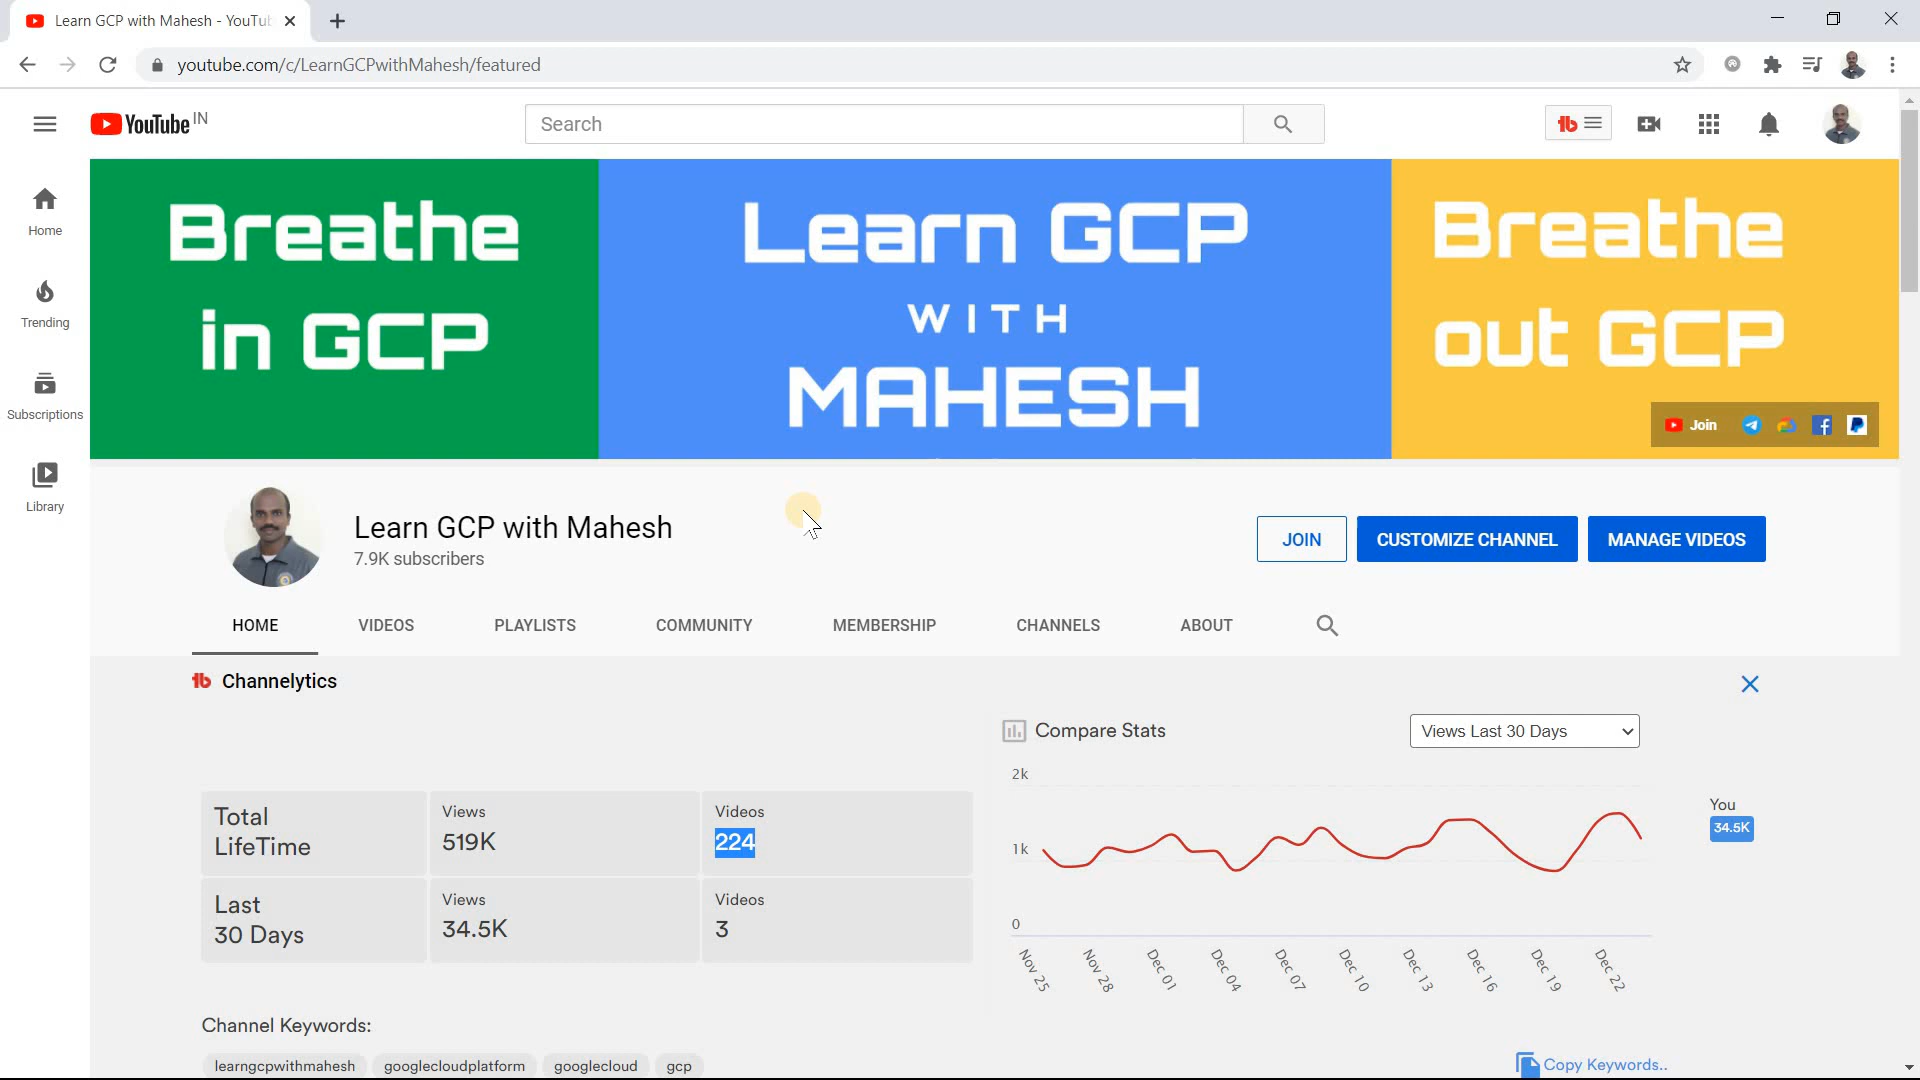 Learn GCP with Mahesh - YouTub
youtube.com/c/LearnGCPwithMahesh/featured
YouTube IN
Search
Home
Trending
Subscriptions
Library
Breathe
in GCP
Learn GCP
WITH
MAHESH
Breathe
out GCP
Join
Learn GCP with Mahesh
7.9K subscribers
JOIN
CUSTOMIZE CHANNEL
MANAGE VIDEOS
HOME
VIDEOS
PLAYLISTS
COMMUNITY
MEMBERSHIP
CHANNELS
ABOUT
Channelytics
Compare Stats
Views Last 30 Days
Total
LifeTime
Views
519K
Videos
224
Last
30 Days
Views
34.5K
Videos
3
2k
1k
0
Nov 25
Nov 28
Dec 01
Dec 04
Dec 07
Dec 10
Dec 13
Dec 16
Dec 19
Dec 22
You
34.5K
Channel Keywords:
learngcpwithmahesh
googlecloudplatform
googlecloud
gcp
Copy Keywords..